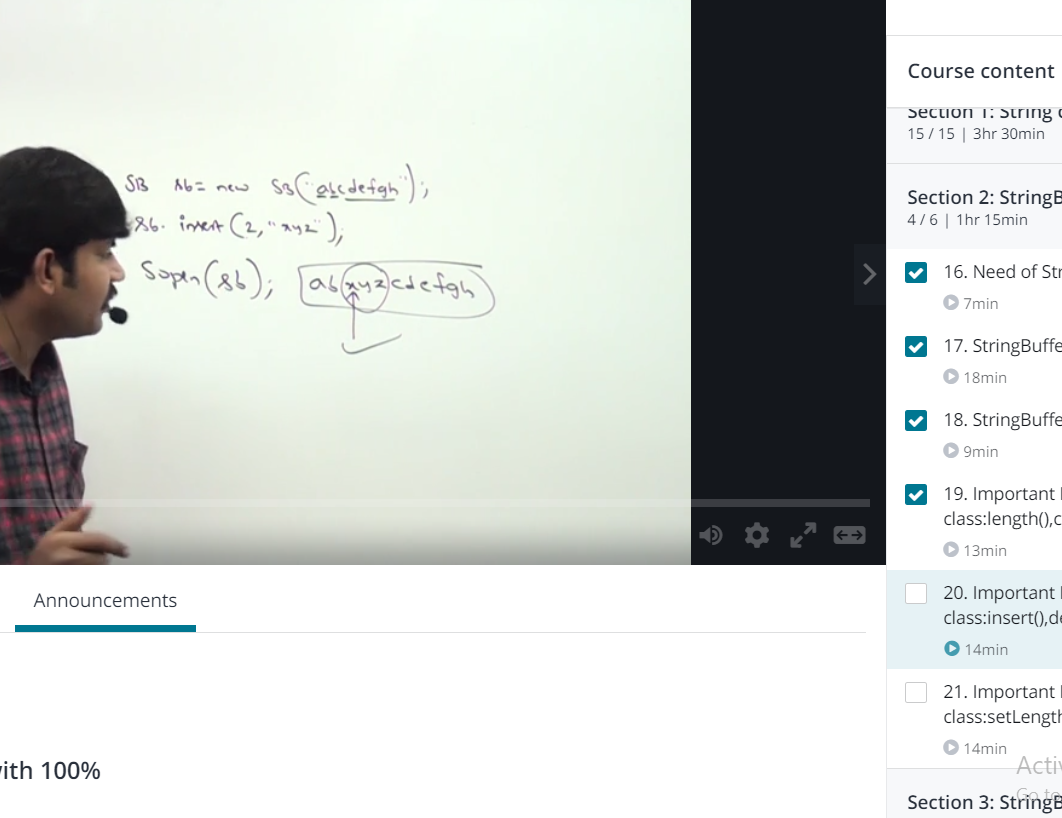 SB sb= new SB("abcdefgh");
sb. insert(2,"xyz");
Sopln(sb); abxyzcdefgh
Announcements
ith 100%
Course content
Section 1: String
15 / 15 | 3hr 30min
Section 2: StringB
4 / 6 | 1hr 15min
16. Need of Str
7min
17. StringBuffe
18min
18. StringBuffe
9min
19. Important
class:length(),c
13min
20. Important
class:insert(),de
14min
21. Important
class:setLength
14min
Activ
Go to
Section 3: StringB